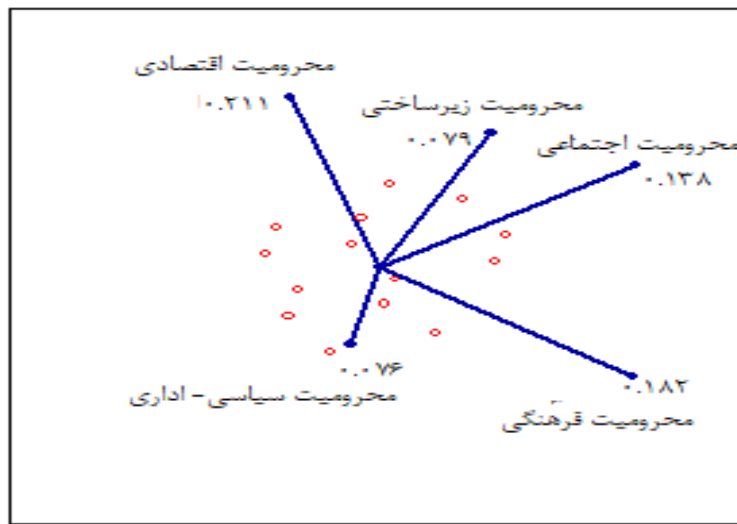 محرومیت اقتصادی
۰.۲۱۱
محرومیت زیرساختی
۰.۰۷۹
محرومیت اجتماعی
۰.۱۳۸
۰.۰۷۶
محرومیت سیاسی- اداری
۰.۱۸۲
محرومیت فرهنگی